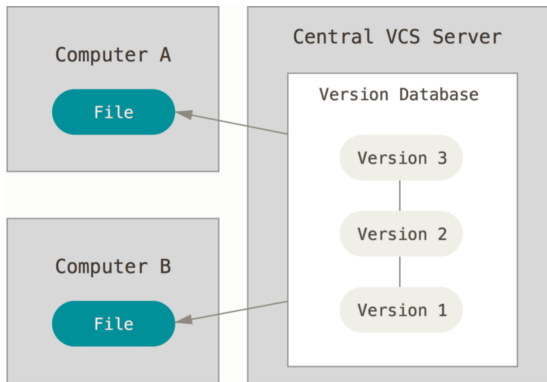 Computer A
File
Central VCS Server
Version Database
Version 3
Version 2
Version 1
Computer B
File